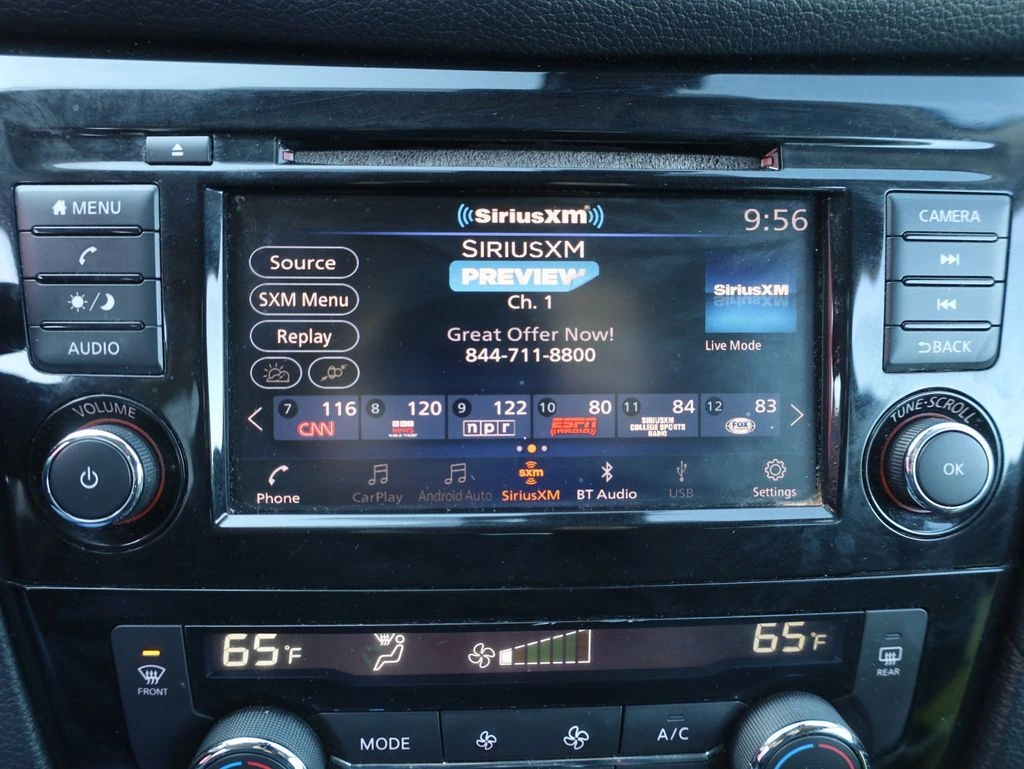 MENU
AUDIO
VOLUME
SiriusXM
9:56
Source
SXM Menu
Replay
SIRIUSXM
PREVIEW
Ch. 1
Great Offer Now!
844-711-8800
SiriusXM
Live Mode
7 116 8 120 9 122 10 80 11 84 12 83
CNN
BBC
NEWS
npr
ESPN
RADIO
SIRIUSXM
COLLEGE SPORTS
RADIO
FOX
sxm
Phone CarPlay Android Auto SiriusXM BT Audio USB Settings
CAMERA
BACK
TUNE·SCROLL
OK
65°F
65°F
FRONT
REAR
MODE
A/C